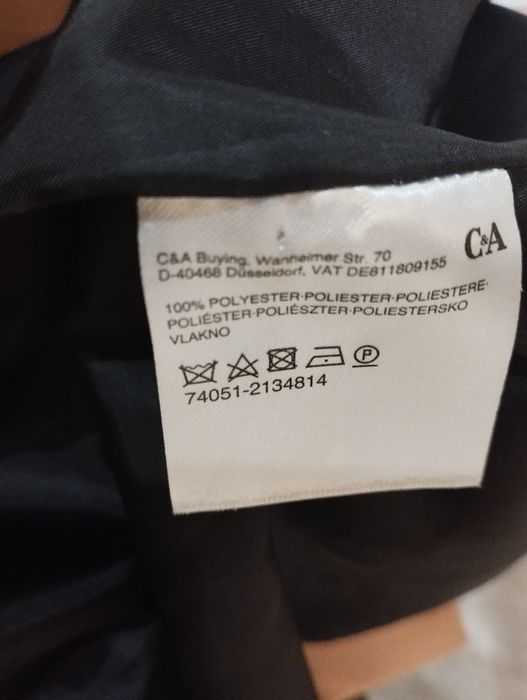 C&A
C&A Buying, Wanheimer Str. 70
D-40468 Düsseldorf, VAT DE811809155
100% POLYESTER·POLIESTER·POLIESTERE·
POLIÉSTER·POLIÉSZTER·POLIESTERSKO
VLAKNO
P
74051-2134814